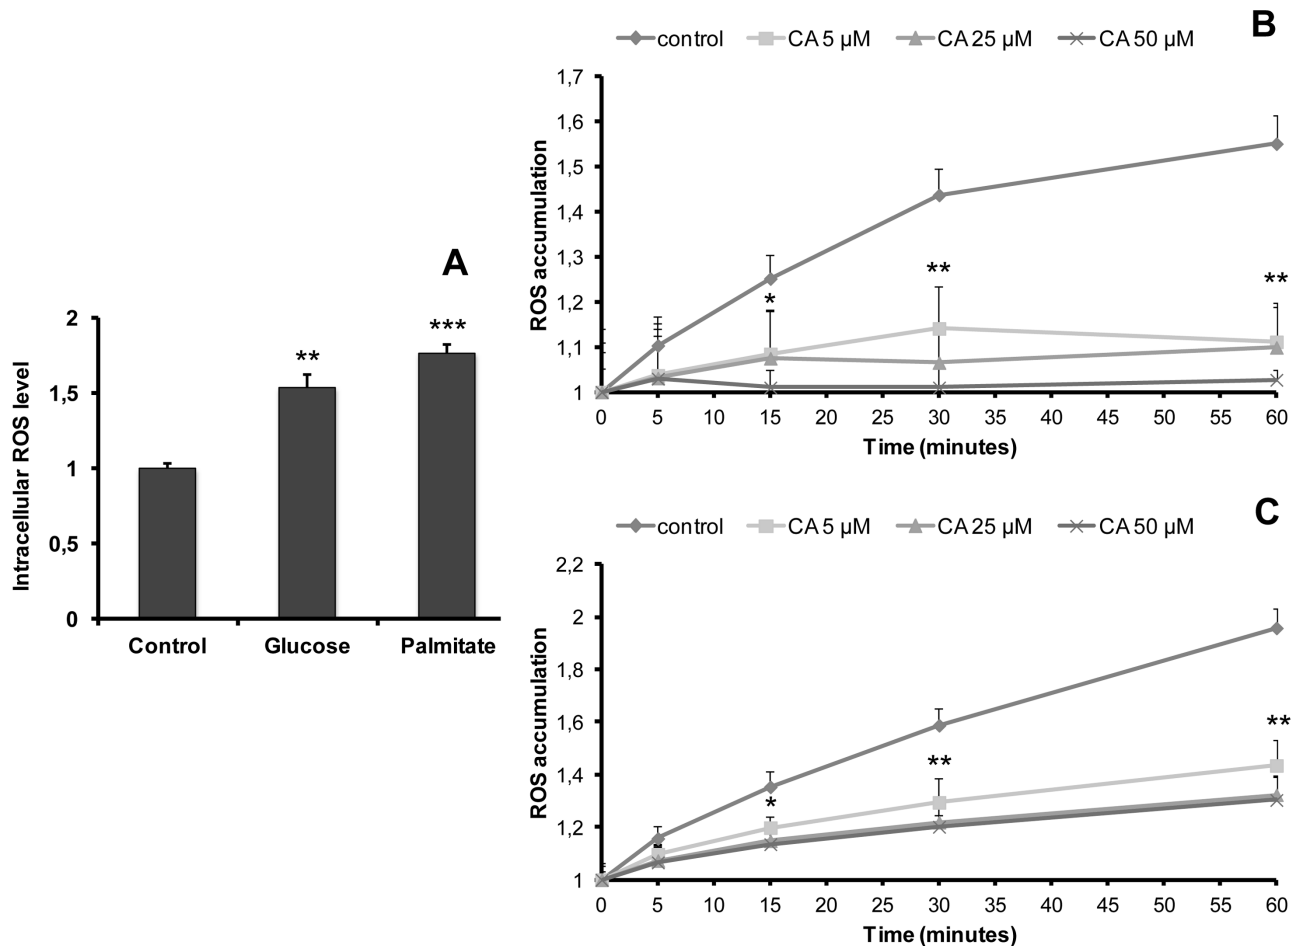 A
2
1,5
1
0,5
0
Intracellular ROS level
**
***
Control Glucose Palmitate
B
control CA 5 µM CA 25 µM CA 50 µM
1,7
1,6
1,5
1,4
1,3
1,2
1,1
1
ROS accumulation
*
**
**
0 5 10 15 20 25 30 35 40 45 50 55 60
Time (minutes)
C
control CA 5 µM CA 25 µM CA 50 µM
2,2
2
1,8
1,6
1,4
1,2
1
ROS accumulation
*
**
**
0 5 10 15 20 25 30 35 40 45 50 55 60
Time (minutes)